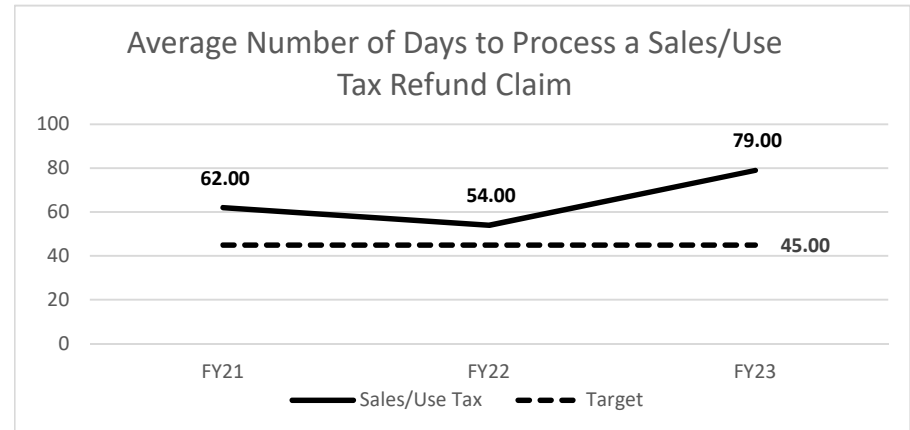 Average Number of Days to Process a Sales/Use
Tax Refund Claim
100
80
60
40
20
0
62.00
54.00
79.00
45.00
FY21
FY22
FY23
Sales/Use Tax
Target